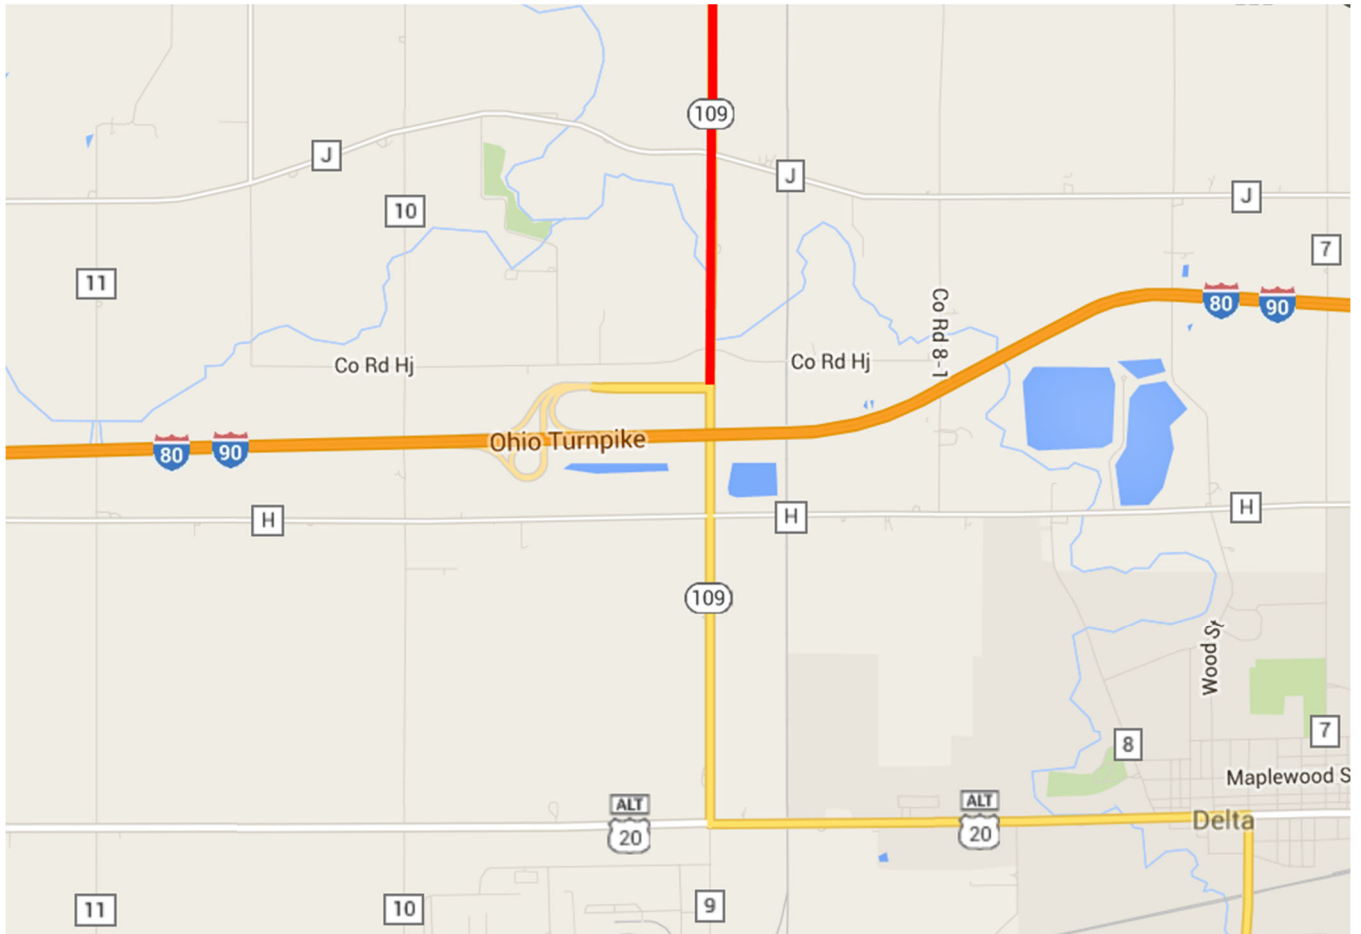 109
J
J
J
10
7
11
80
90
Co Rd 8-1
Co Rd Hj
Co Rd Hj
Ohio Turnpike
80
90
H
H
H
109
Wood St
7
8
Maplewood S
ALT
20
ALT
20
Delta
11
10
9